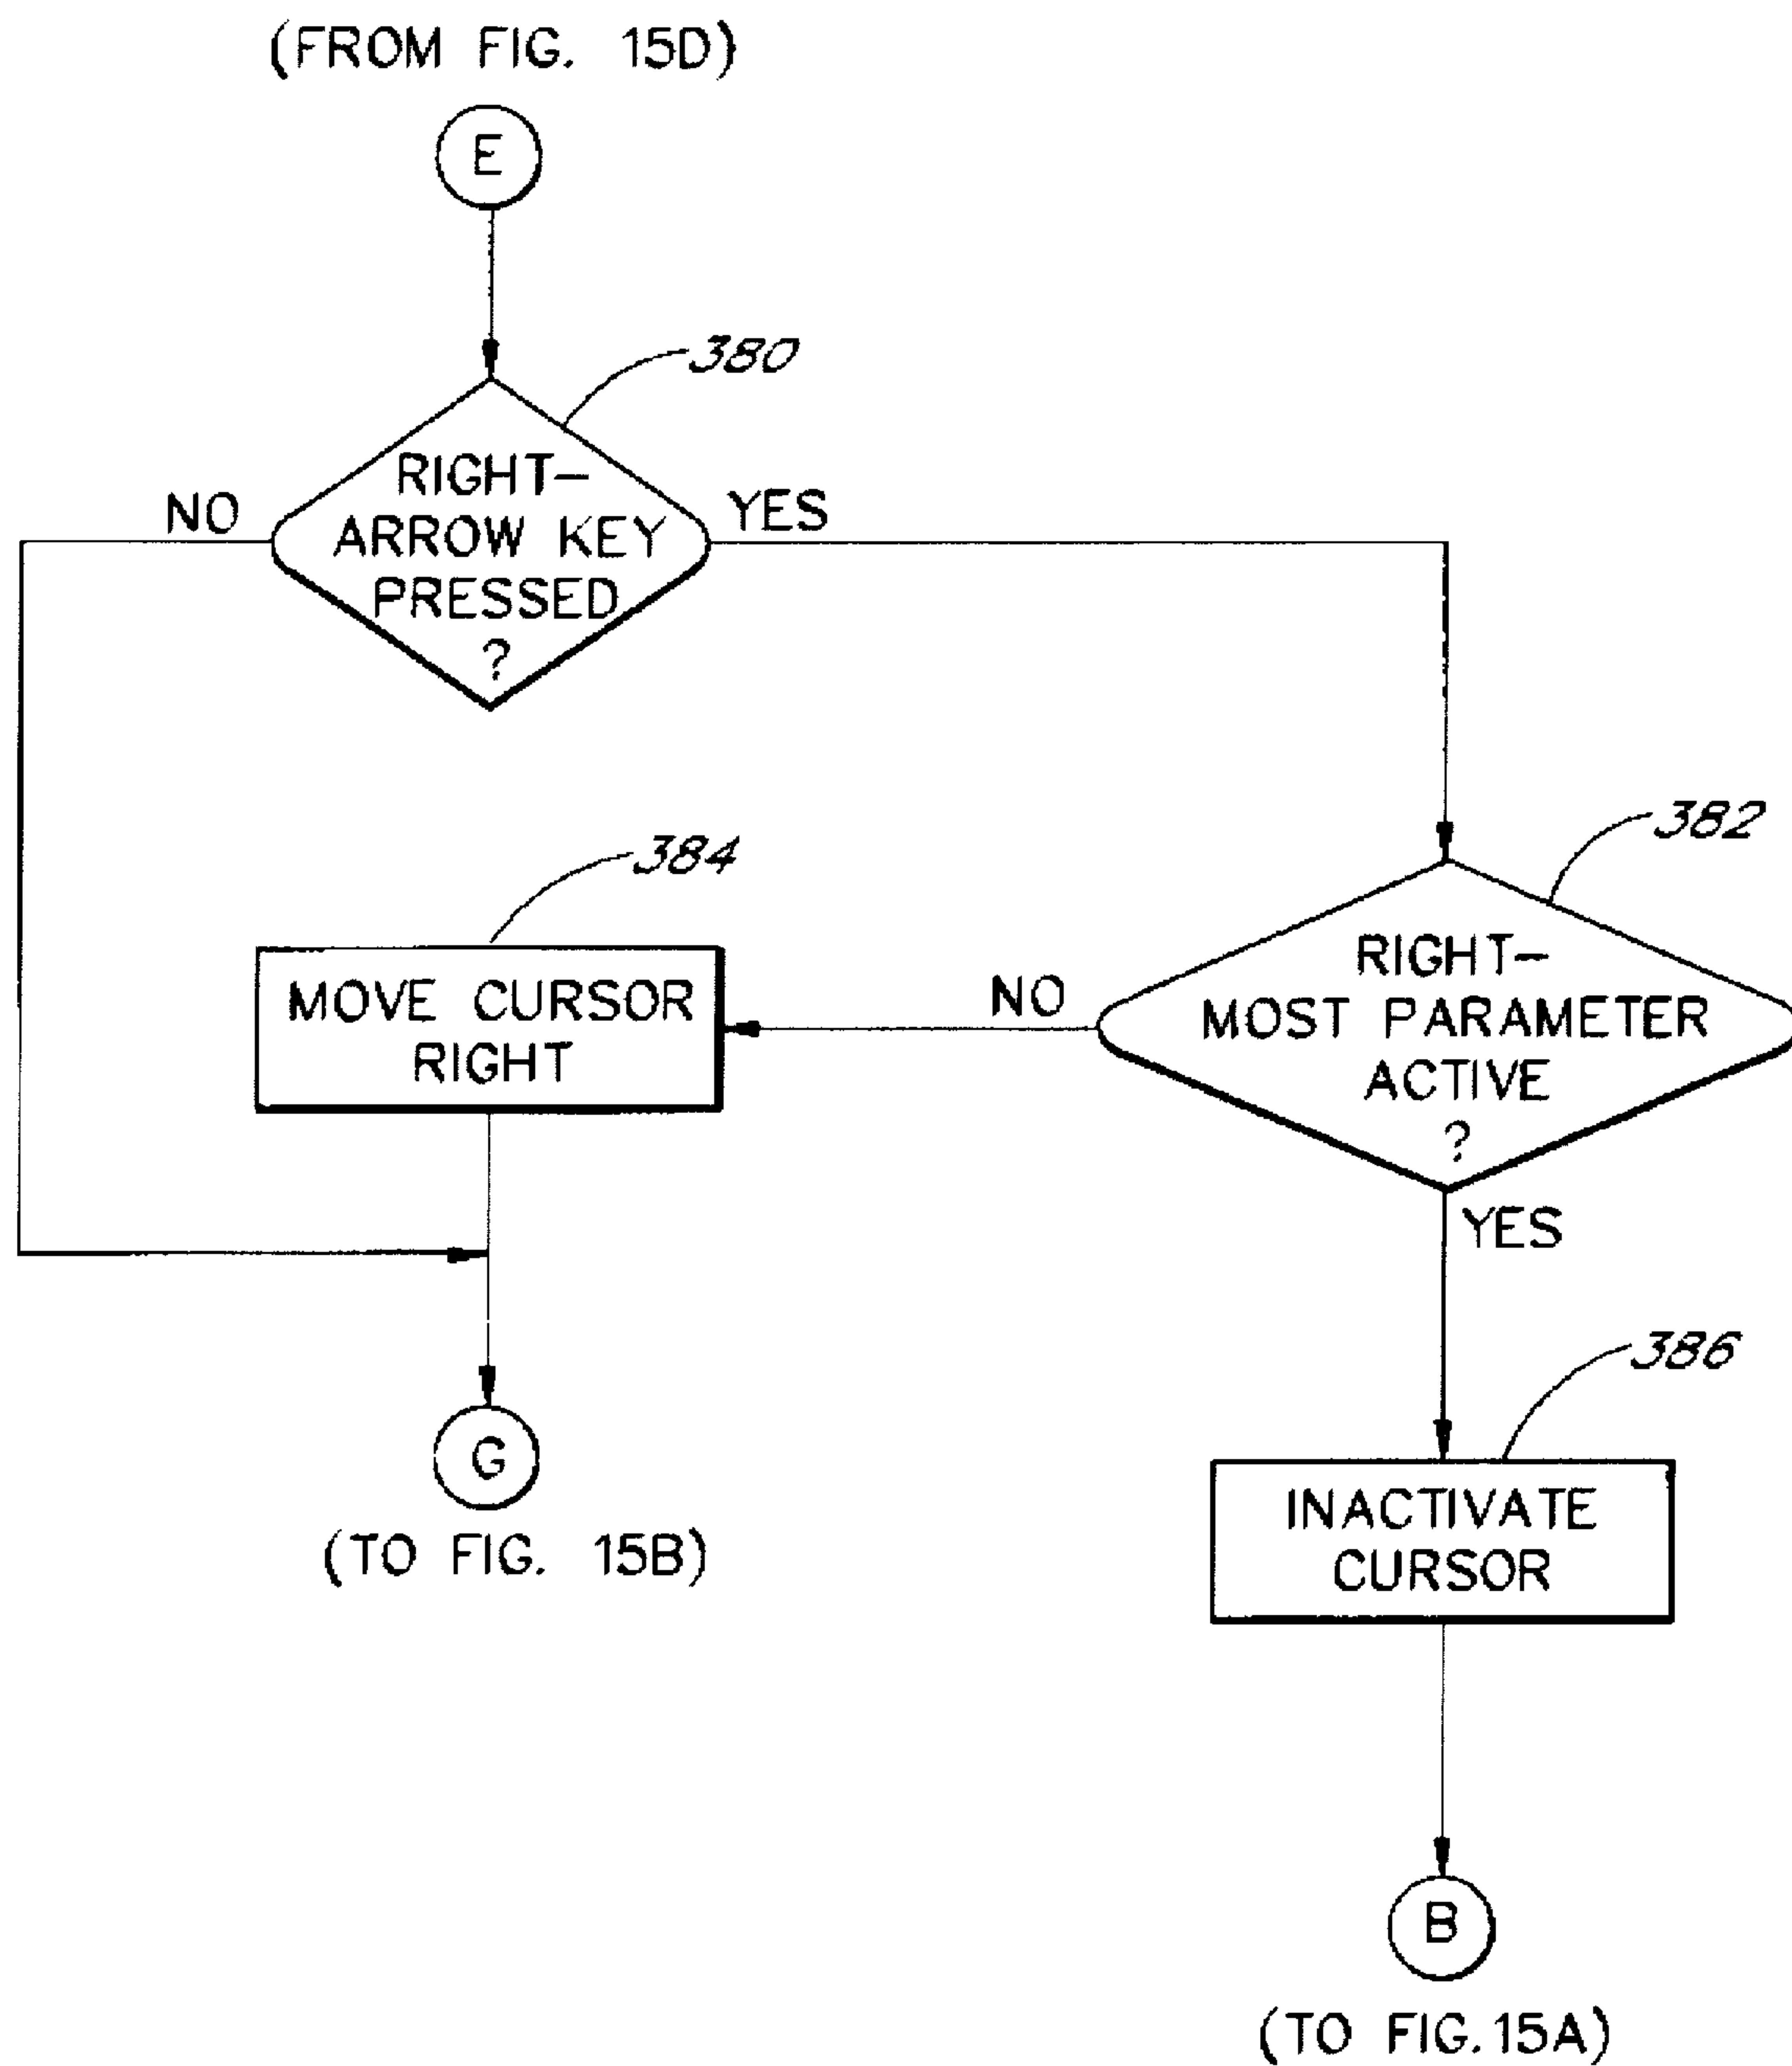 (FROM FIG. 15D)
E
380
RIGHT-
ARROW KEY
PRESSED
?
NO
YES
382
RIGHT-
MOST PARAMETER
ACTIVE
?
NO
YES
384
MOVE CURSOR
RIGHT
G
(TO FIG. 15B)
386
INACTIVATE
CURSOR
B
(TO FIG. 15A)